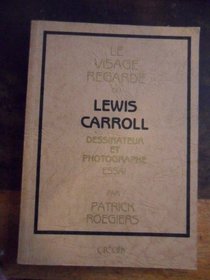 LE
VISAGE
REGARDÉ
OU
LEWIS
CARROLL
DESSINATEUR
ET
PHOTOGRAPHE
ESSAI
PAR
PATRICK
ROEGIERS